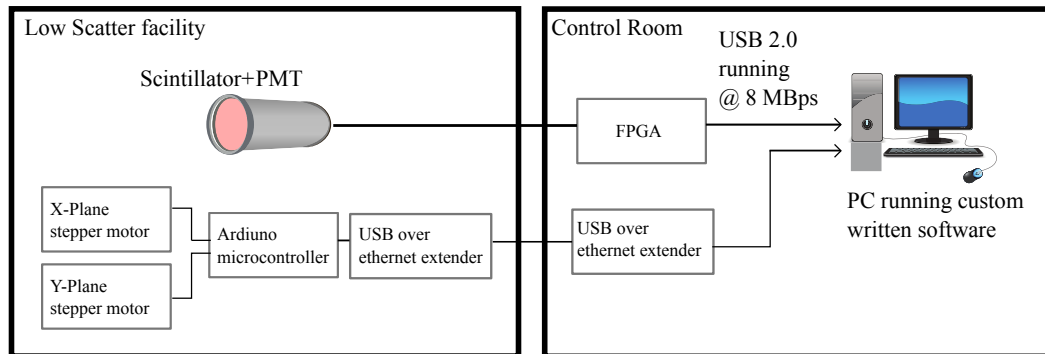 Low Scatter facility
Scintillator+PMT
X-Plane
stepper motor
Y-Plane
stepper motor
Ardiuno
microcontroller
USB over
ethernet extender
Control Room
USB 2.0
running
@ 8 MBps
FPGA
USB over
ethernet extender
PC running custom
written software